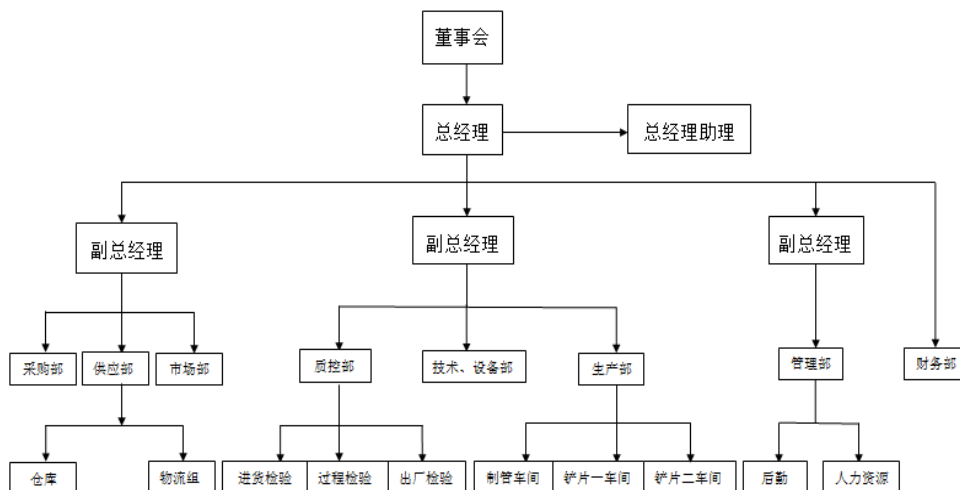 董事会
总经理
总经理助理
副总经理
副总经理
副总经理
采购部
供应部
市场部
质控部
技术、设备部
生产部
管理部
财务部
仓库
物流组
进货检验
过程检验
出厂检验
制管车间
铲片一车间
铲片二车间
后勤
人力资源